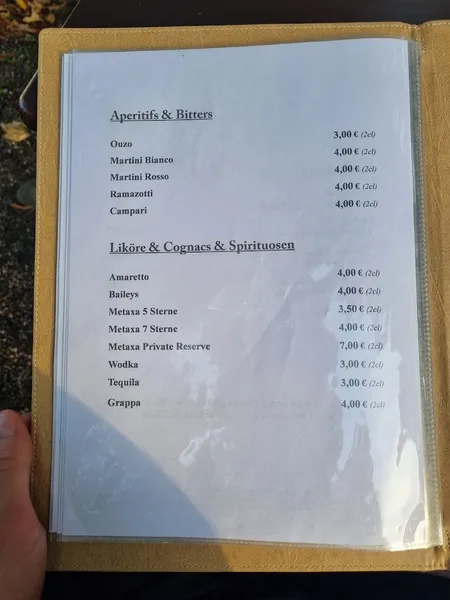 Aperitifs & Bitters
Ouzo 3,00 € (2cl)
Martini Bianco 4,00 € (2cl)
Martini Rosso 4,00 € (2cl)
Ramazotti 4,00 € (2cl)
Campari 4,00 € (2cl)
Liköre & Cognacs & Spirituosen
Amaretto 4,00 € (2cl)
Baileys 4,00 € (2cl)
Metaxa 5 Sterne 3,50 € (2cl)
Metaxa 7 Sterne 4,00 € (2cl)
Metaxa Private Reserve 7,00 € (2cl)
Wodka 3,00 € (2cl)
Tequila 3,00 € (2cl)
Grappa 4,00 € (2cl)